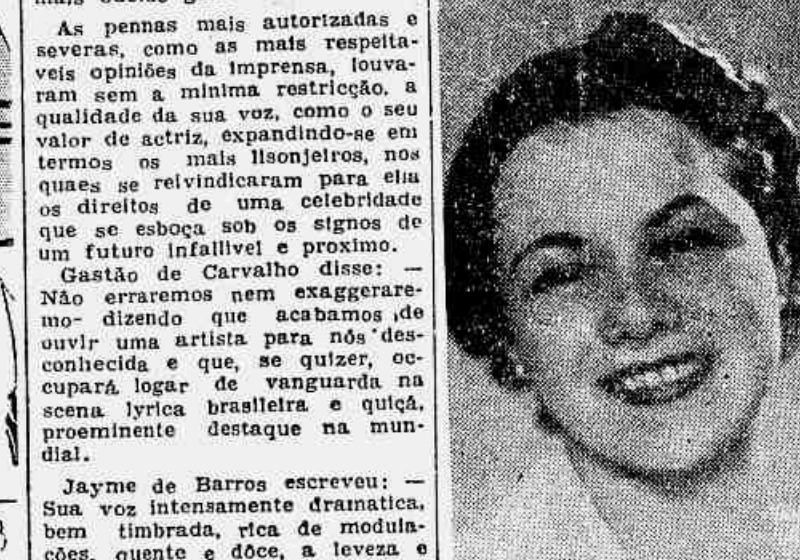 As pennas mais autorizadas e
severas, como as mais respeita-
veis opiniões da imprensa, louva-
ram sem a minima restricção, a
qualidade da sua voz, como o seu
valor de actriz, expandindo-se em
termos os mais lisonjeiros, nos
quaes se reivindicaram para ella
os direitos de uma celebridade
que se esboça sob os signos de
um futuro infallivel e proximo.
Gastão de Carvalho disse: —
Não erraremos nem exaggerare-
mo- dizendo que acabamos de
ouvir uma artista para nós des-
conhecida e que, se quizer, oc-
cupará logar de vanguarda na
scena lyrica brasileira e quiçá,
proeminente destaque na mun-
dial.
Jayme de Barros escreveu: —
Sua voz intensamente dramatica,
bem timbrada, rica de modula-
ções, quente e dôce, a leveza e